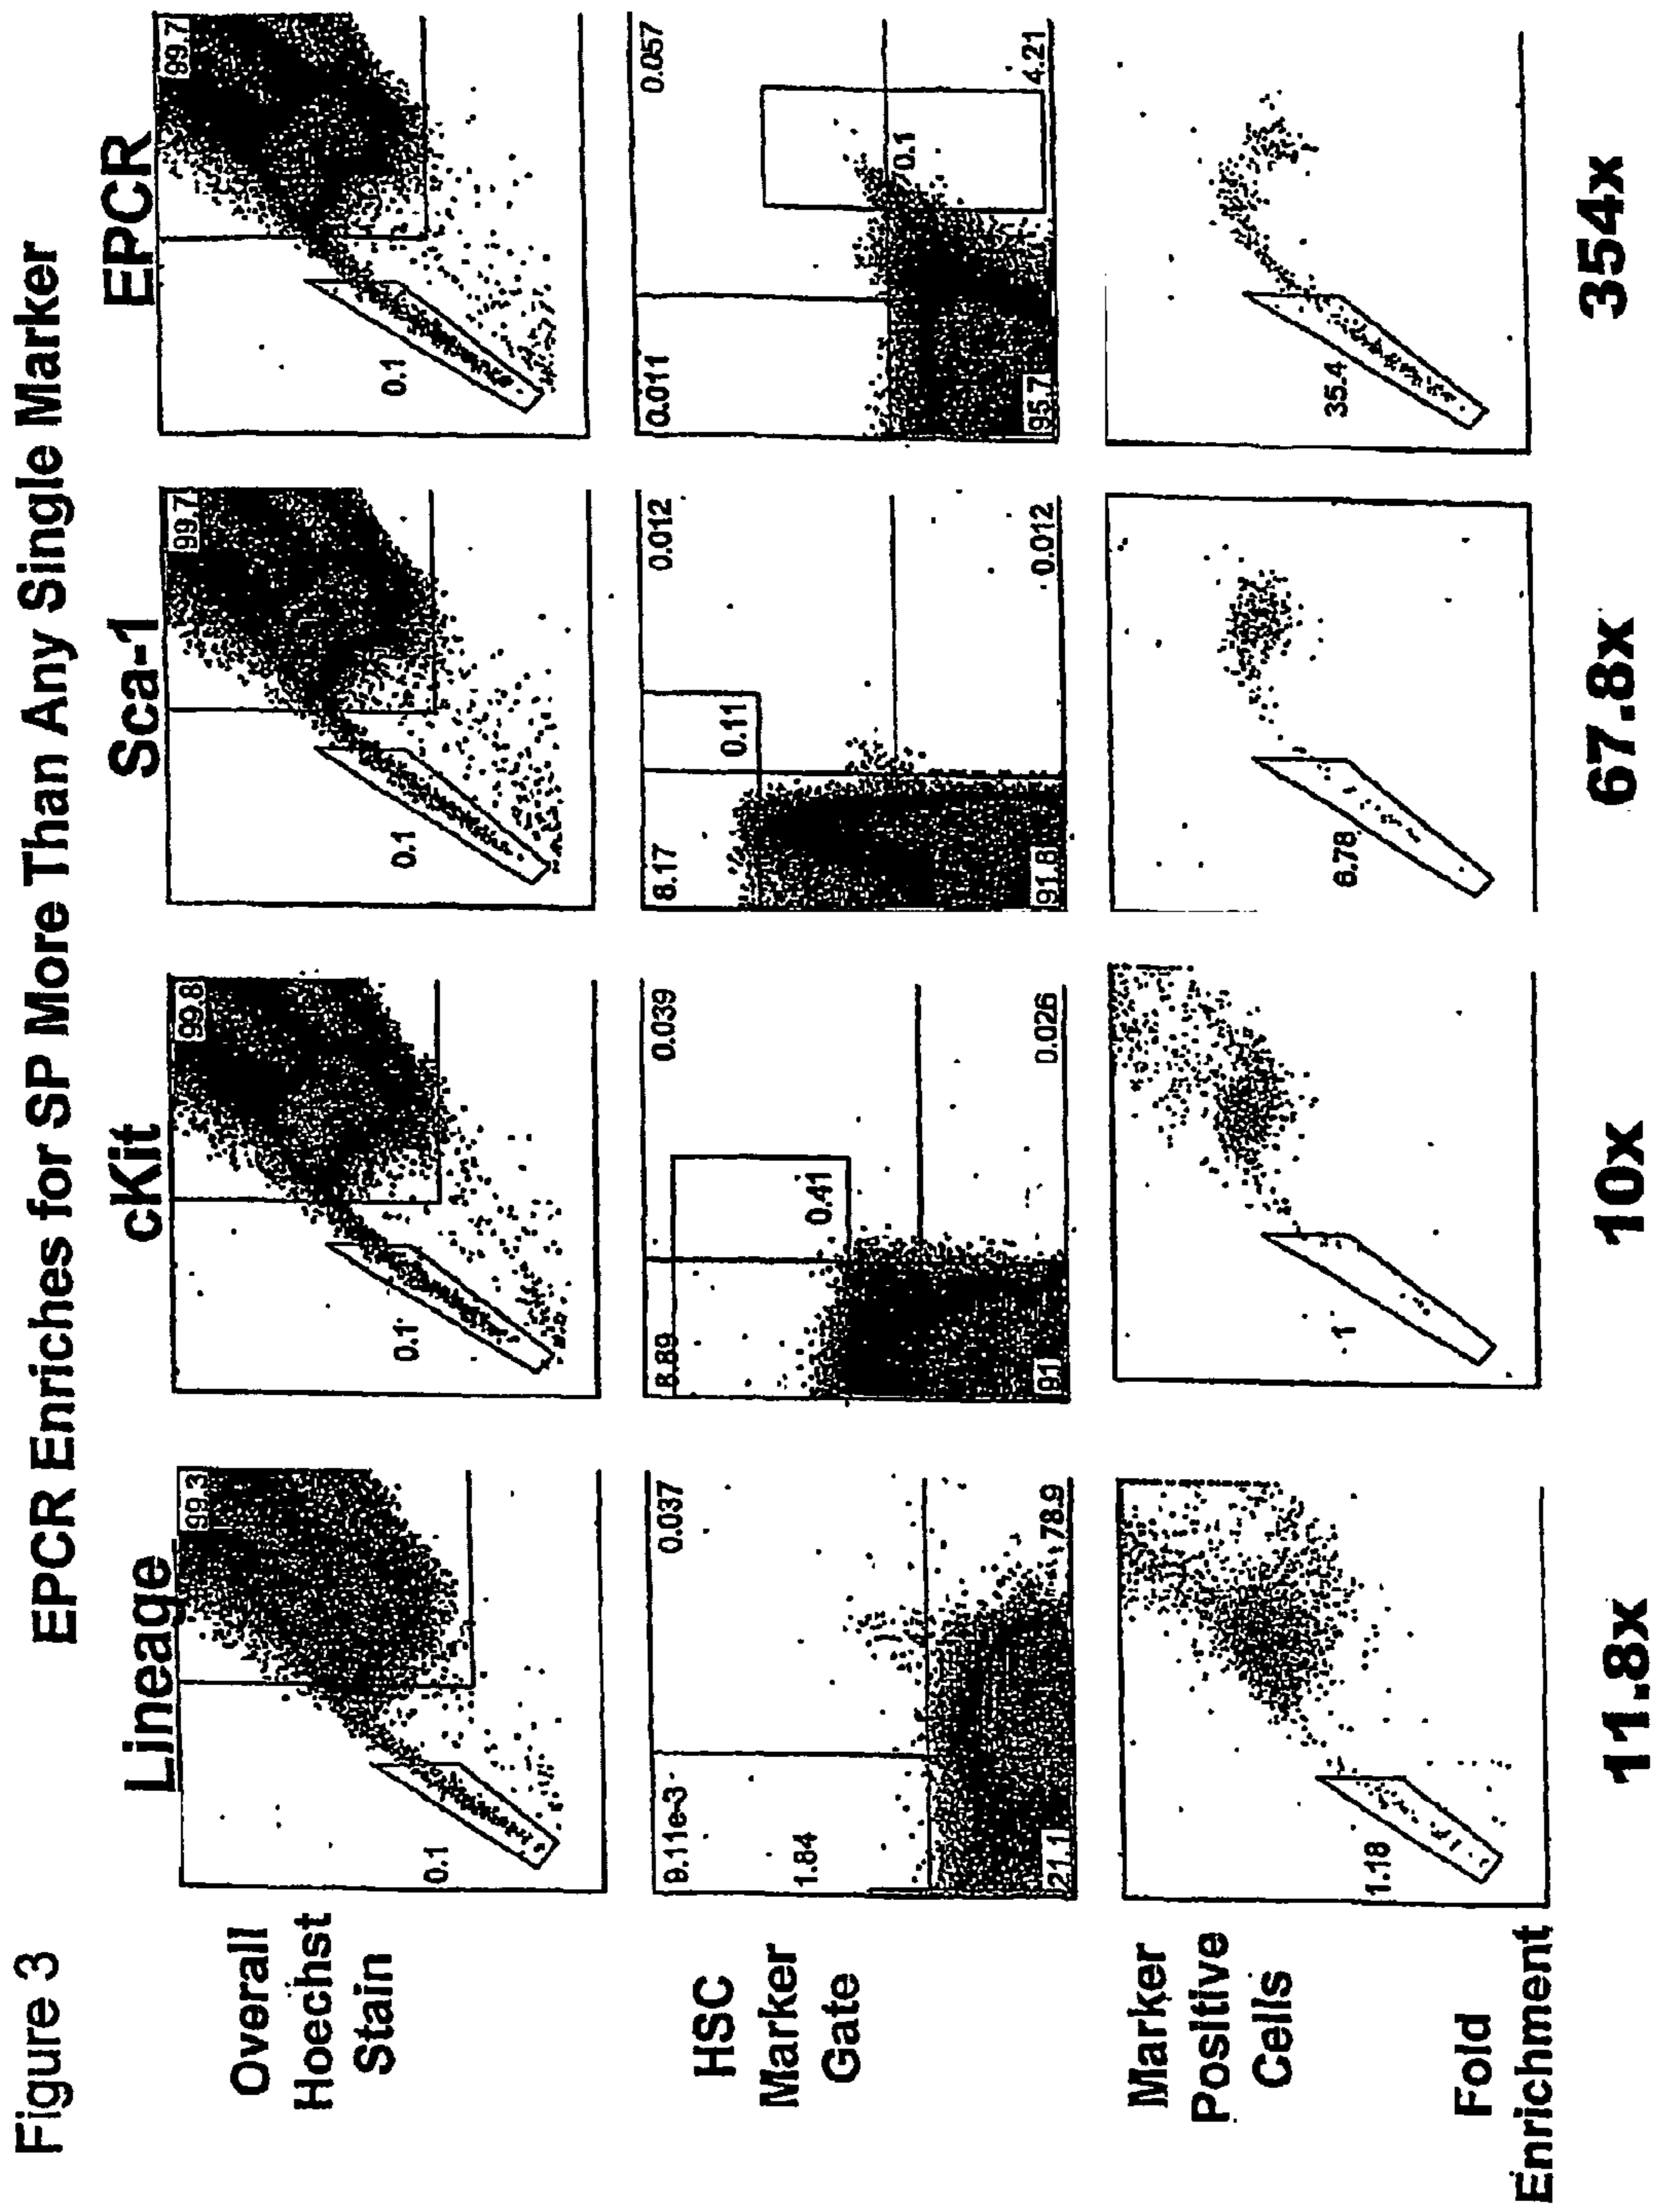 Figure 3
EPCR Enriches for SP More Than Any Single Marker
Lineage
cKit
Sca-1
EPCR
Overall
Hoechst
Stain
99.3
0.1
99.8
0.1
99.7
0.1
99.7
0.1
HSC
Marker
Gate
9.11e-3
0.037
1.84
21.1
78.9
8.89
0.039
0.41
91
0.026
8.17
0.012
0.11
91.8
0.012
0.011
0.057
0.1
95.7
4.21
Marker
Positive
Cells
1.18
1
6.78
35.4
Fold
Enrichment
11.8x
10x
67.8x
354x